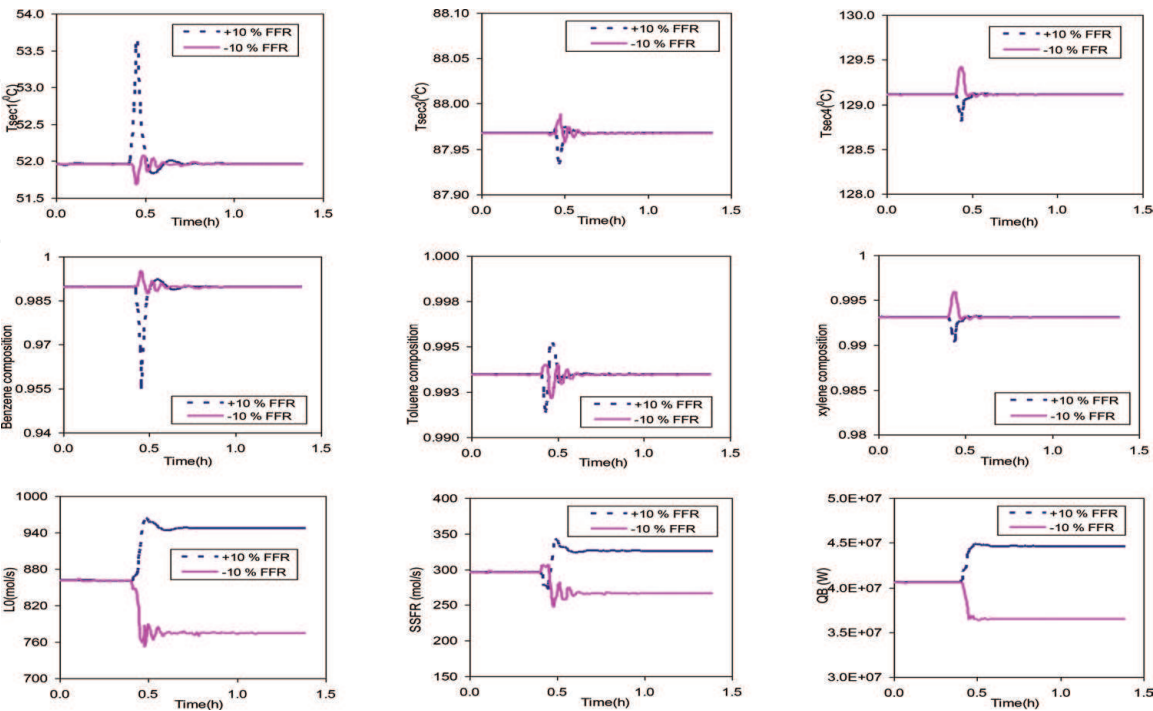 54.0
53.5
53.0
52.5
52.0
51.5
Tsec1(⁰C)
+10 % FFR
-10 % FFR
0.0 0.5 1.0 1.5
Time(h)
88.10
88.05
88.00
87.95
87.90
Tsec3(⁰C)
+10 % FFR
-10 % FFR
0.0 0.5 1.0 1.5
Time(h)
130.0
129.5
129.0
128.5
128.0
Tsec4(⁰C)
+10 % FFR
-10 % FFR
0.0 0.5 1.0 1.5
Time(h)
1
0.985
0.97
0.955
0.94
Benzene composition
+10 % FFR
-10 % FFR
0.0 0.5 1.0 1.5
Time(h)
1.000
0.998
0.995
0.993
0.990
Toluene composition
+10 % FFR
-10 % FFR
0.0 0.5 1.0 1.5
Time(h)
1
0.995
0.99
0.985
0.98
xylene composition
+10 % FFR
-10 % FFR
0.0 0.5 1.0 1.5
Time(h)
1000
940
880
820
760
700
L0(mol/s)
+10 % FFR
-10 % FFR
0.0 0.5 1.0 1.5
Time(h)
400
350
300
250
200
150
SSFR (mol/s)
+10 % FFR
-10 % FFR
0.0 0.5 1.0 1.5
Time(h)
5.0E+07
4.5E+07
4.0E+07
3.5E+07
3.0E+07
QB (W)
+10 % FFR
-10 % FFR
0.0 0.5 1.0 1.5
Time(h)